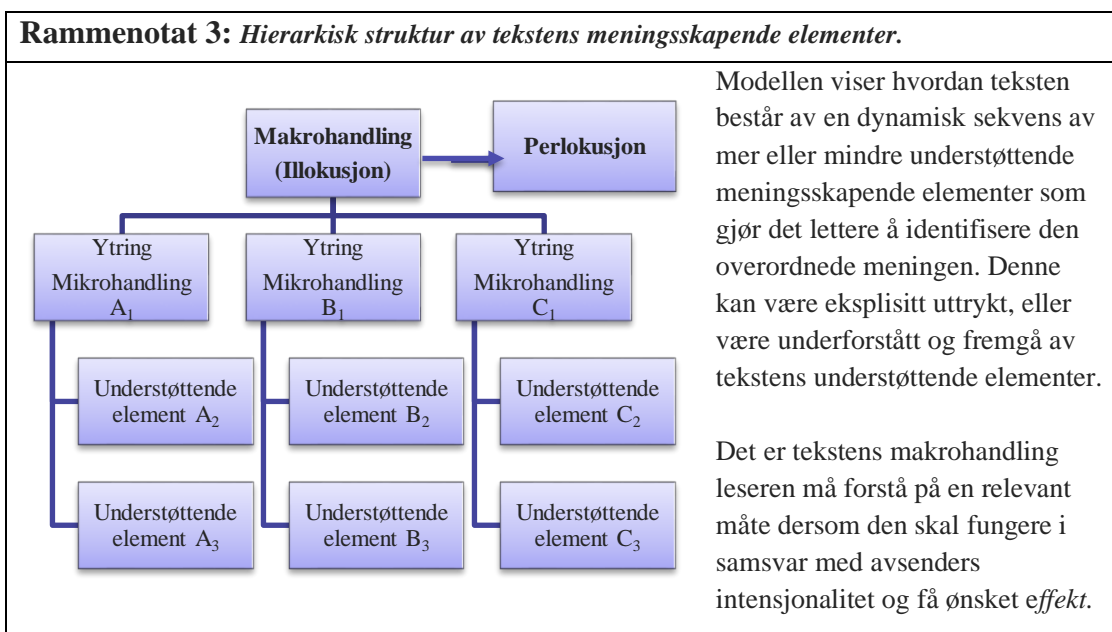 Rammenotat 3: Hierarkisk struktur av tekstens meningsskapende elementer.
Makrohandling
(Illokusjon)
Perlokusjon
Ytring
Mikrohandling
A₁
Ytring
Mikrohandling
B₁
Ytring
Mikrohandling
C₁
Understøttende
element A₂
Understøttende
element B₂
Understøttende
element C₂
Understøttende
element A₃
Understøttende
element B₃
Understøttende
element C₃
Modellen viser hvordan teksten
består av en dynamisk sekvens av
mer eller mindre understøttende
meningsskapende elementer som
gjør det lettere å identifisere den
overordnede meningen. Denne
kan være eksplisitt uttrykt, eller
være underforstått og fremgå av
tekstens understøttende elementer.
Det er tekstens makrohandling
leseren må forstå på en relevant
måte dersom den skal fungere i
samsvar med avsenders
intensjonalitet og få ønsket effekt.